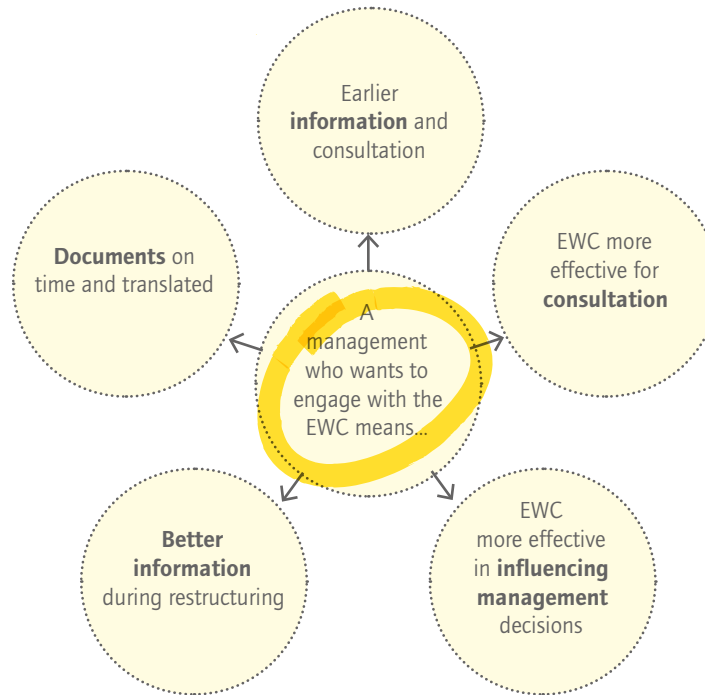 Earlier
information and
consultation
Documents on
time and translated
EWC more
effective for
consultation
A
management
who wants to
engage with the
EWC means...
Better
information
during restructuring
EWC
more effective
in influencing
management
decisions